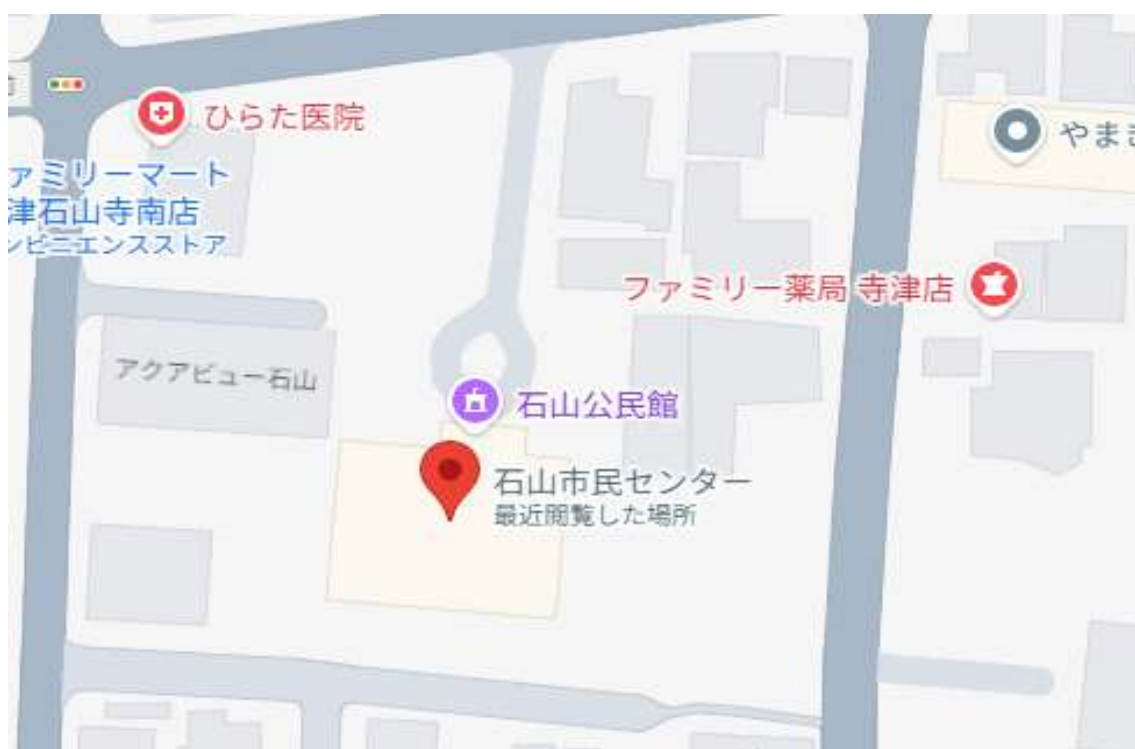 ひらた医院
ァミリーマート
津石山寺南店
ンビニエンスストア
やまき
ファミリー薬局 寺津店
アクアビュー石山
石山公民館
石山市民センター
最近閲覧した場所